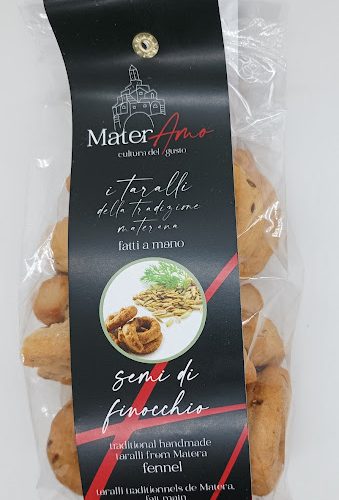 MaterAmo
cultura del gusto
i taralli
della tradizione
materana
fatti a mano
semi di
finocchio
traditional handmade
taralli from Matera
fennel
taralli traditionnels de Matera,
fait main